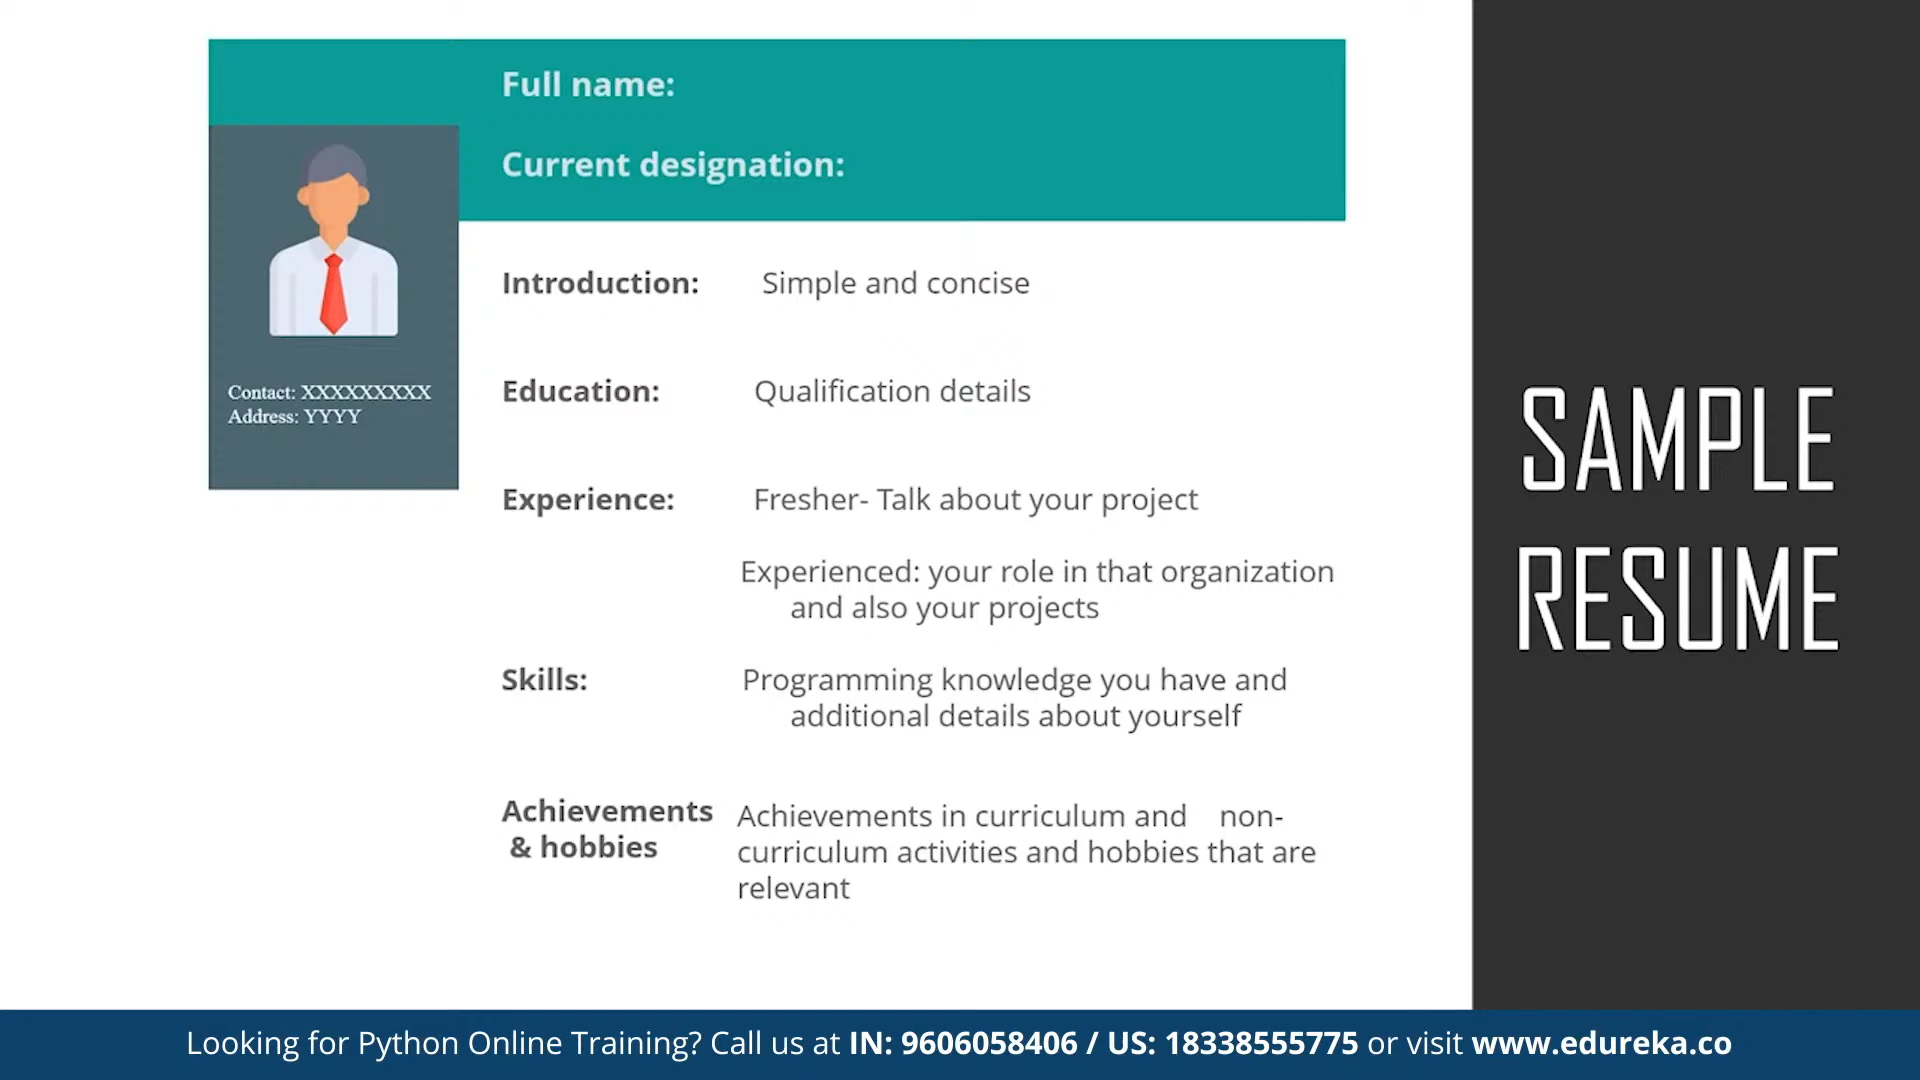 Full name:
Current designation:
Contact: XXXXXXXXX
Address: YYYY
Introduction: Simple and concise
Education: Qualification details
Experience: Fresher- Talk about your project
Experienced: your role in that organization
and also your projects
Skills: Programming knowledge you have and
additional details about yourself
Achievements
& hobbies
Achievements in curriculum and non-
curriculum activities and hobbies that are
relevant
SAMPLE
RESUME
Looking for Python Online Training? Call us at IN: 9606058406 / US: 18338555775 or visit www.edureka.co